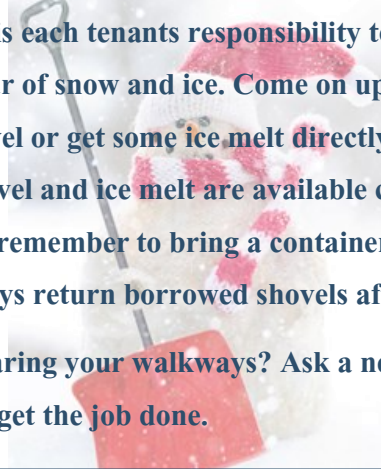 s each tenants responsibility to
r of snow and ice. Come on up
vel or get some ice melt directly
vel and ice melt are available
remember to bring a container
ys return borrowed shovels af
aring your walkways? Ask a ne
get the job done.